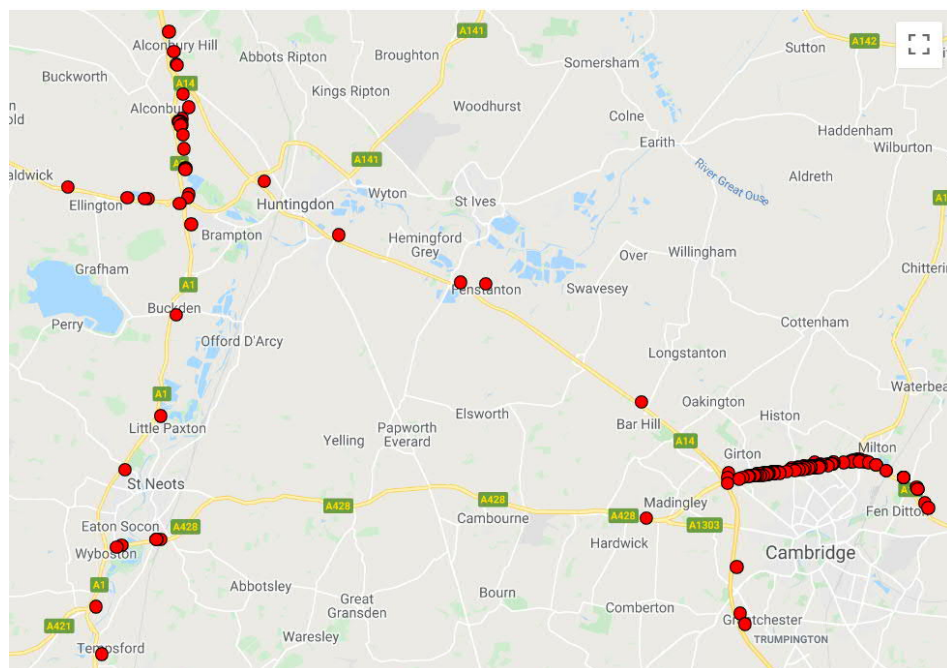 A141
A142
Alconbury Hill
Abbots Ripton
Broughton
Sutton
Somersham
Buckworth
A14
Kings Ripton
Woodhurst
Colne
Haddenham
Earith
Wilburton
A141
River Great Ouse
Aldreth
Wyton
St Ives
Ellington
Huntingdon
Brampton
Hemingford
Grey
Over
Willingham
Grafham
A1
Fenstanton
Swavesey
Perry
Buckden
Cottenham
Offord D'Arcy
Longstanton
A1
Elsworth
Oakington
Histon
Little Paxton
Papworth
Everard
Bar Hill
Yelling
A14
Girton
Milton
St Neots
A428
A428
Madingley
Eaton Socon
A428
Cambourne
A428
A1303
Fen Ditton
Wyboston
Hardwick
Cambridge
Abbotsley
A1
Great
Gransden
Bourn
Comberton
A421
Waresley
Tempsford
TRUMPINGTON